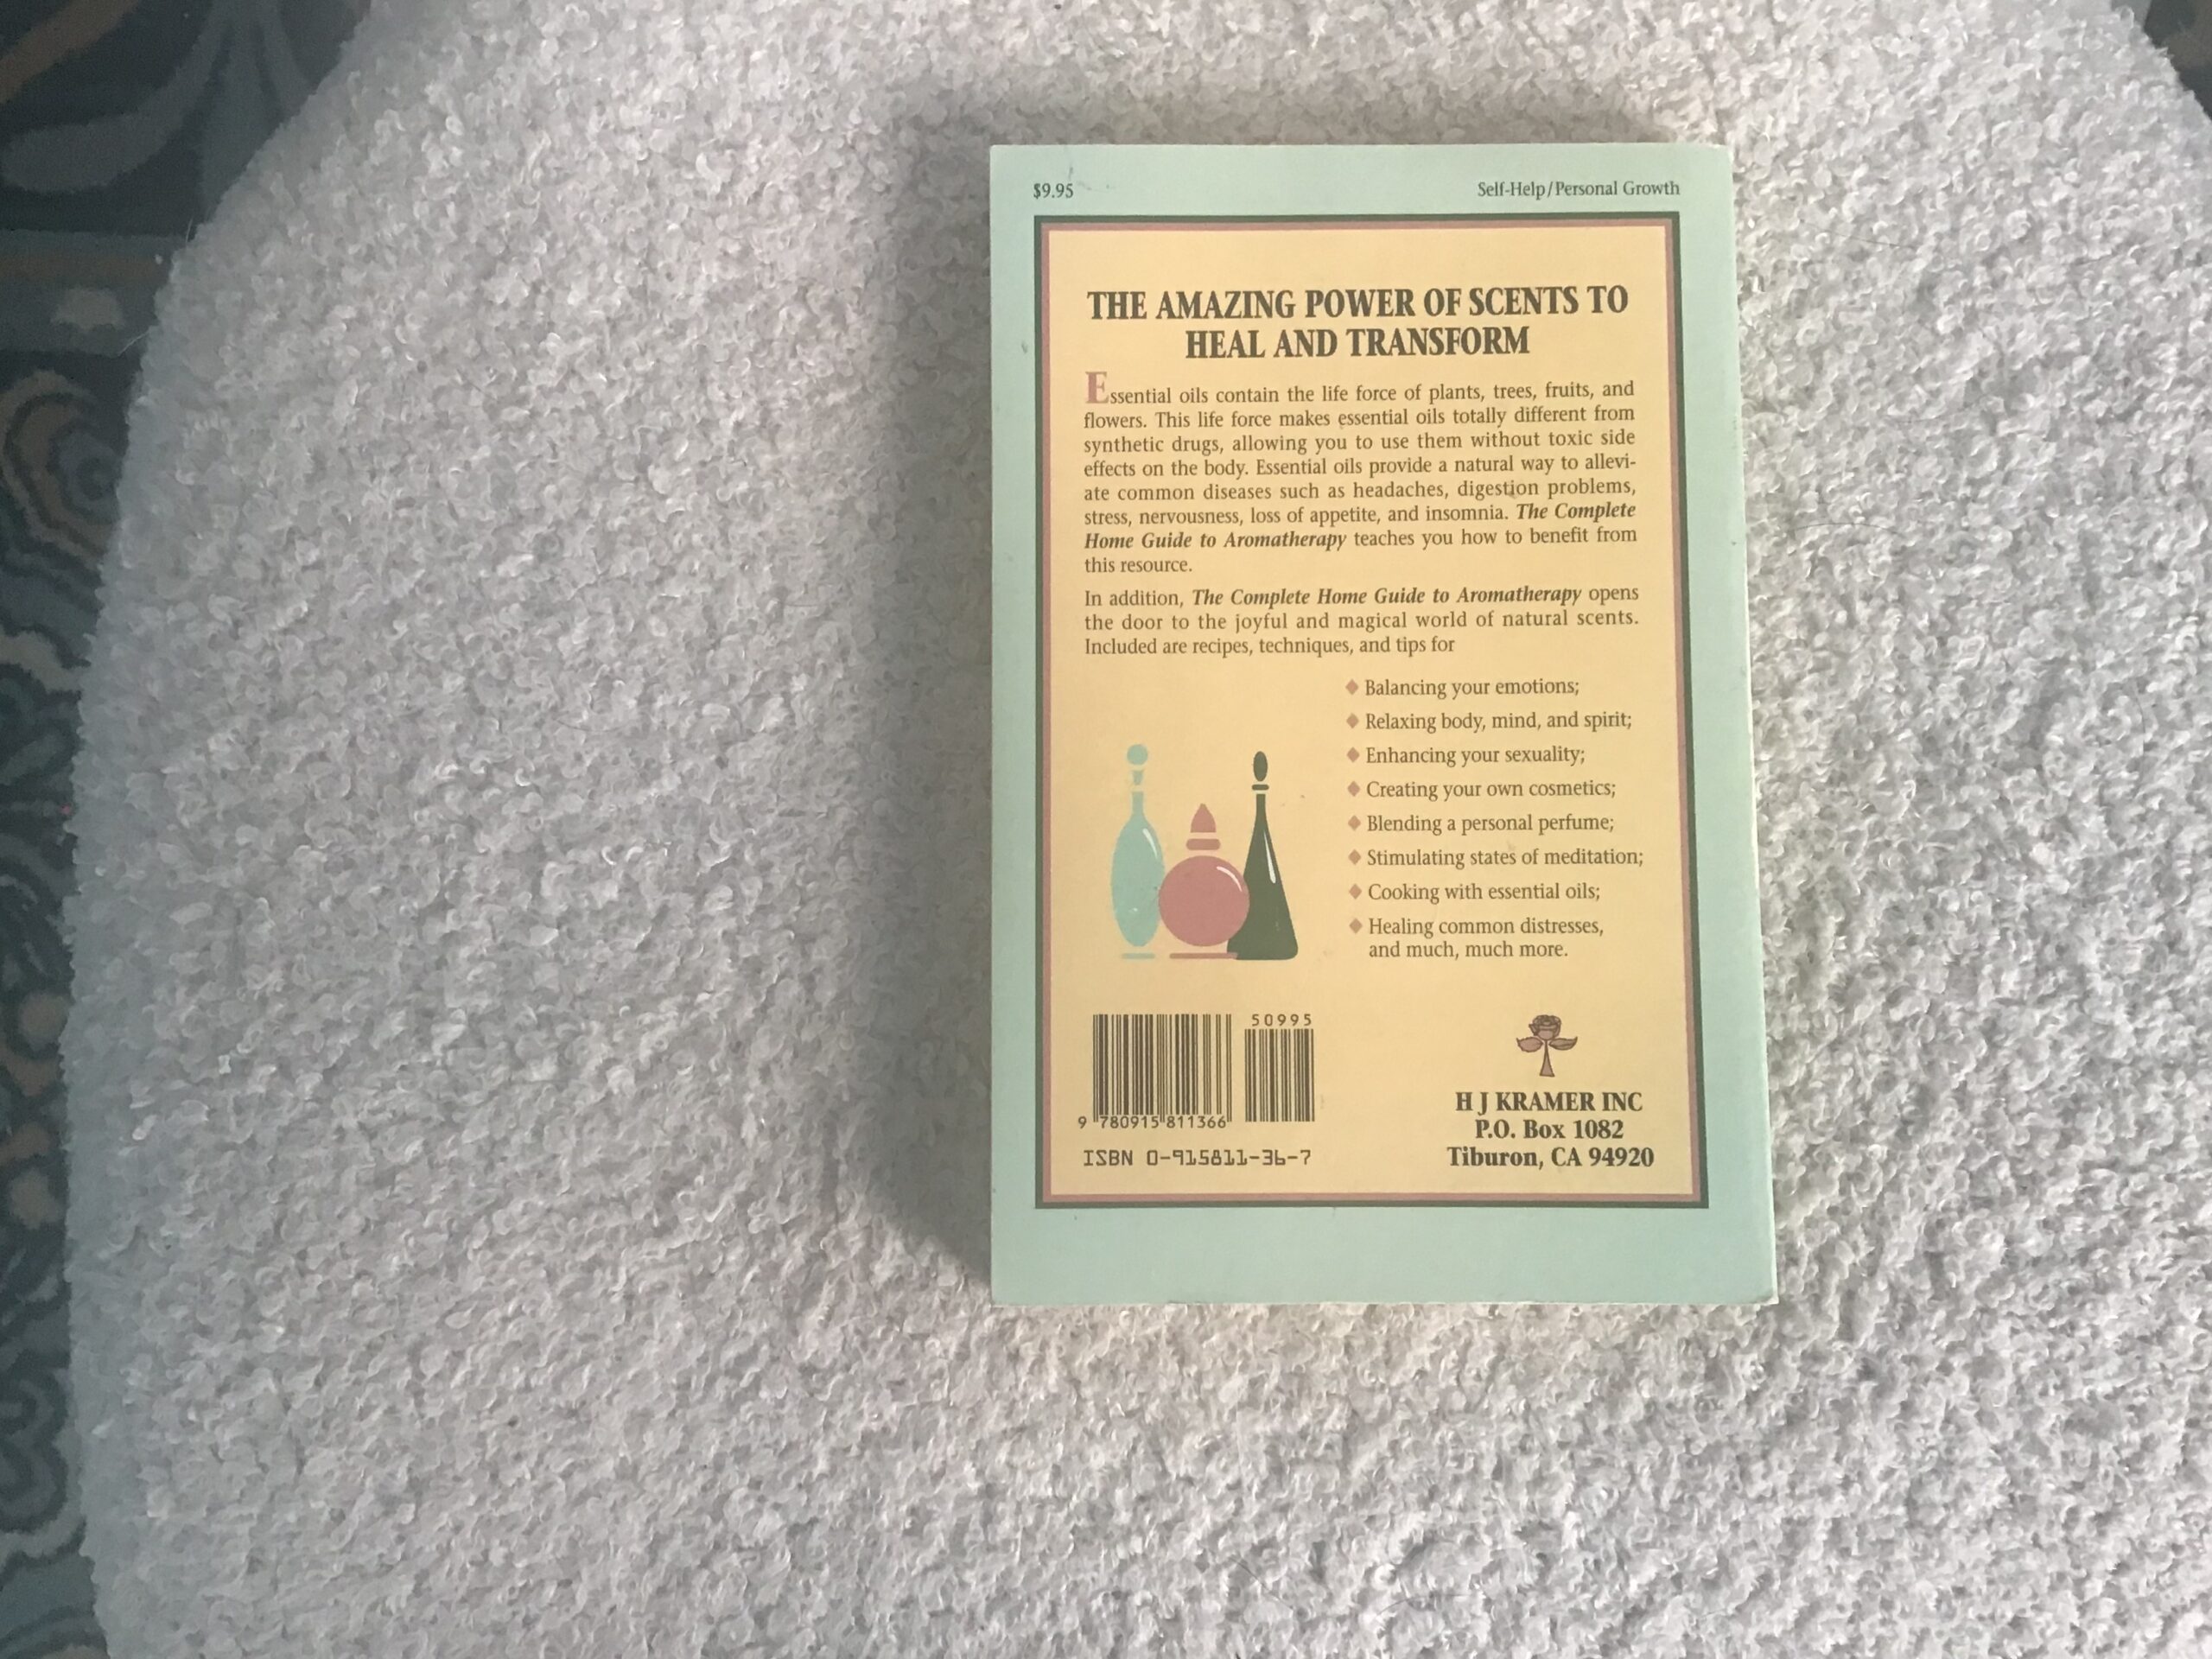 $9.95
Self-Help/Personal Growth
THE AMAZING POWER OF SCENTS TO
HEAL AND TRANSFORM
Essential oils contain the life force of plants, trees, fruits, and
flowers. This life force makes essential oils totally different from
synthetic drugs, allowing you to use them without toxic side
effects on the body. Essential oils provide a natural way to allevi-
ate common diseases such as headaches, digestion problems,
stress, nervousness, loss of appetite, and insomnia. The Complete
Home Guide to Aromatherapy teaches you how to benefit from
this resource.
In addition, The Complete Home Guide to Aromatherapy opens
the door to the joyful and magical world of natural scents.
Included are recipes, techniques, and tips for
◆ Balancing your emotions;
◆ Relaxing body, mind, and spirit;
◆ Enhancing your sexuality;
◆ Creating your own cosmetics;
◆ Blending a personal perfume;
◆ Stimulating states of meditation;
◆ Cooking with essential oils;
◆ Healing common distresses,
and much, much more.
50995
9 780915 811366
ISBN 0-915811-36-7
H J KRAMER INC
P.O. Box 1082
Tiburon, CA 94920